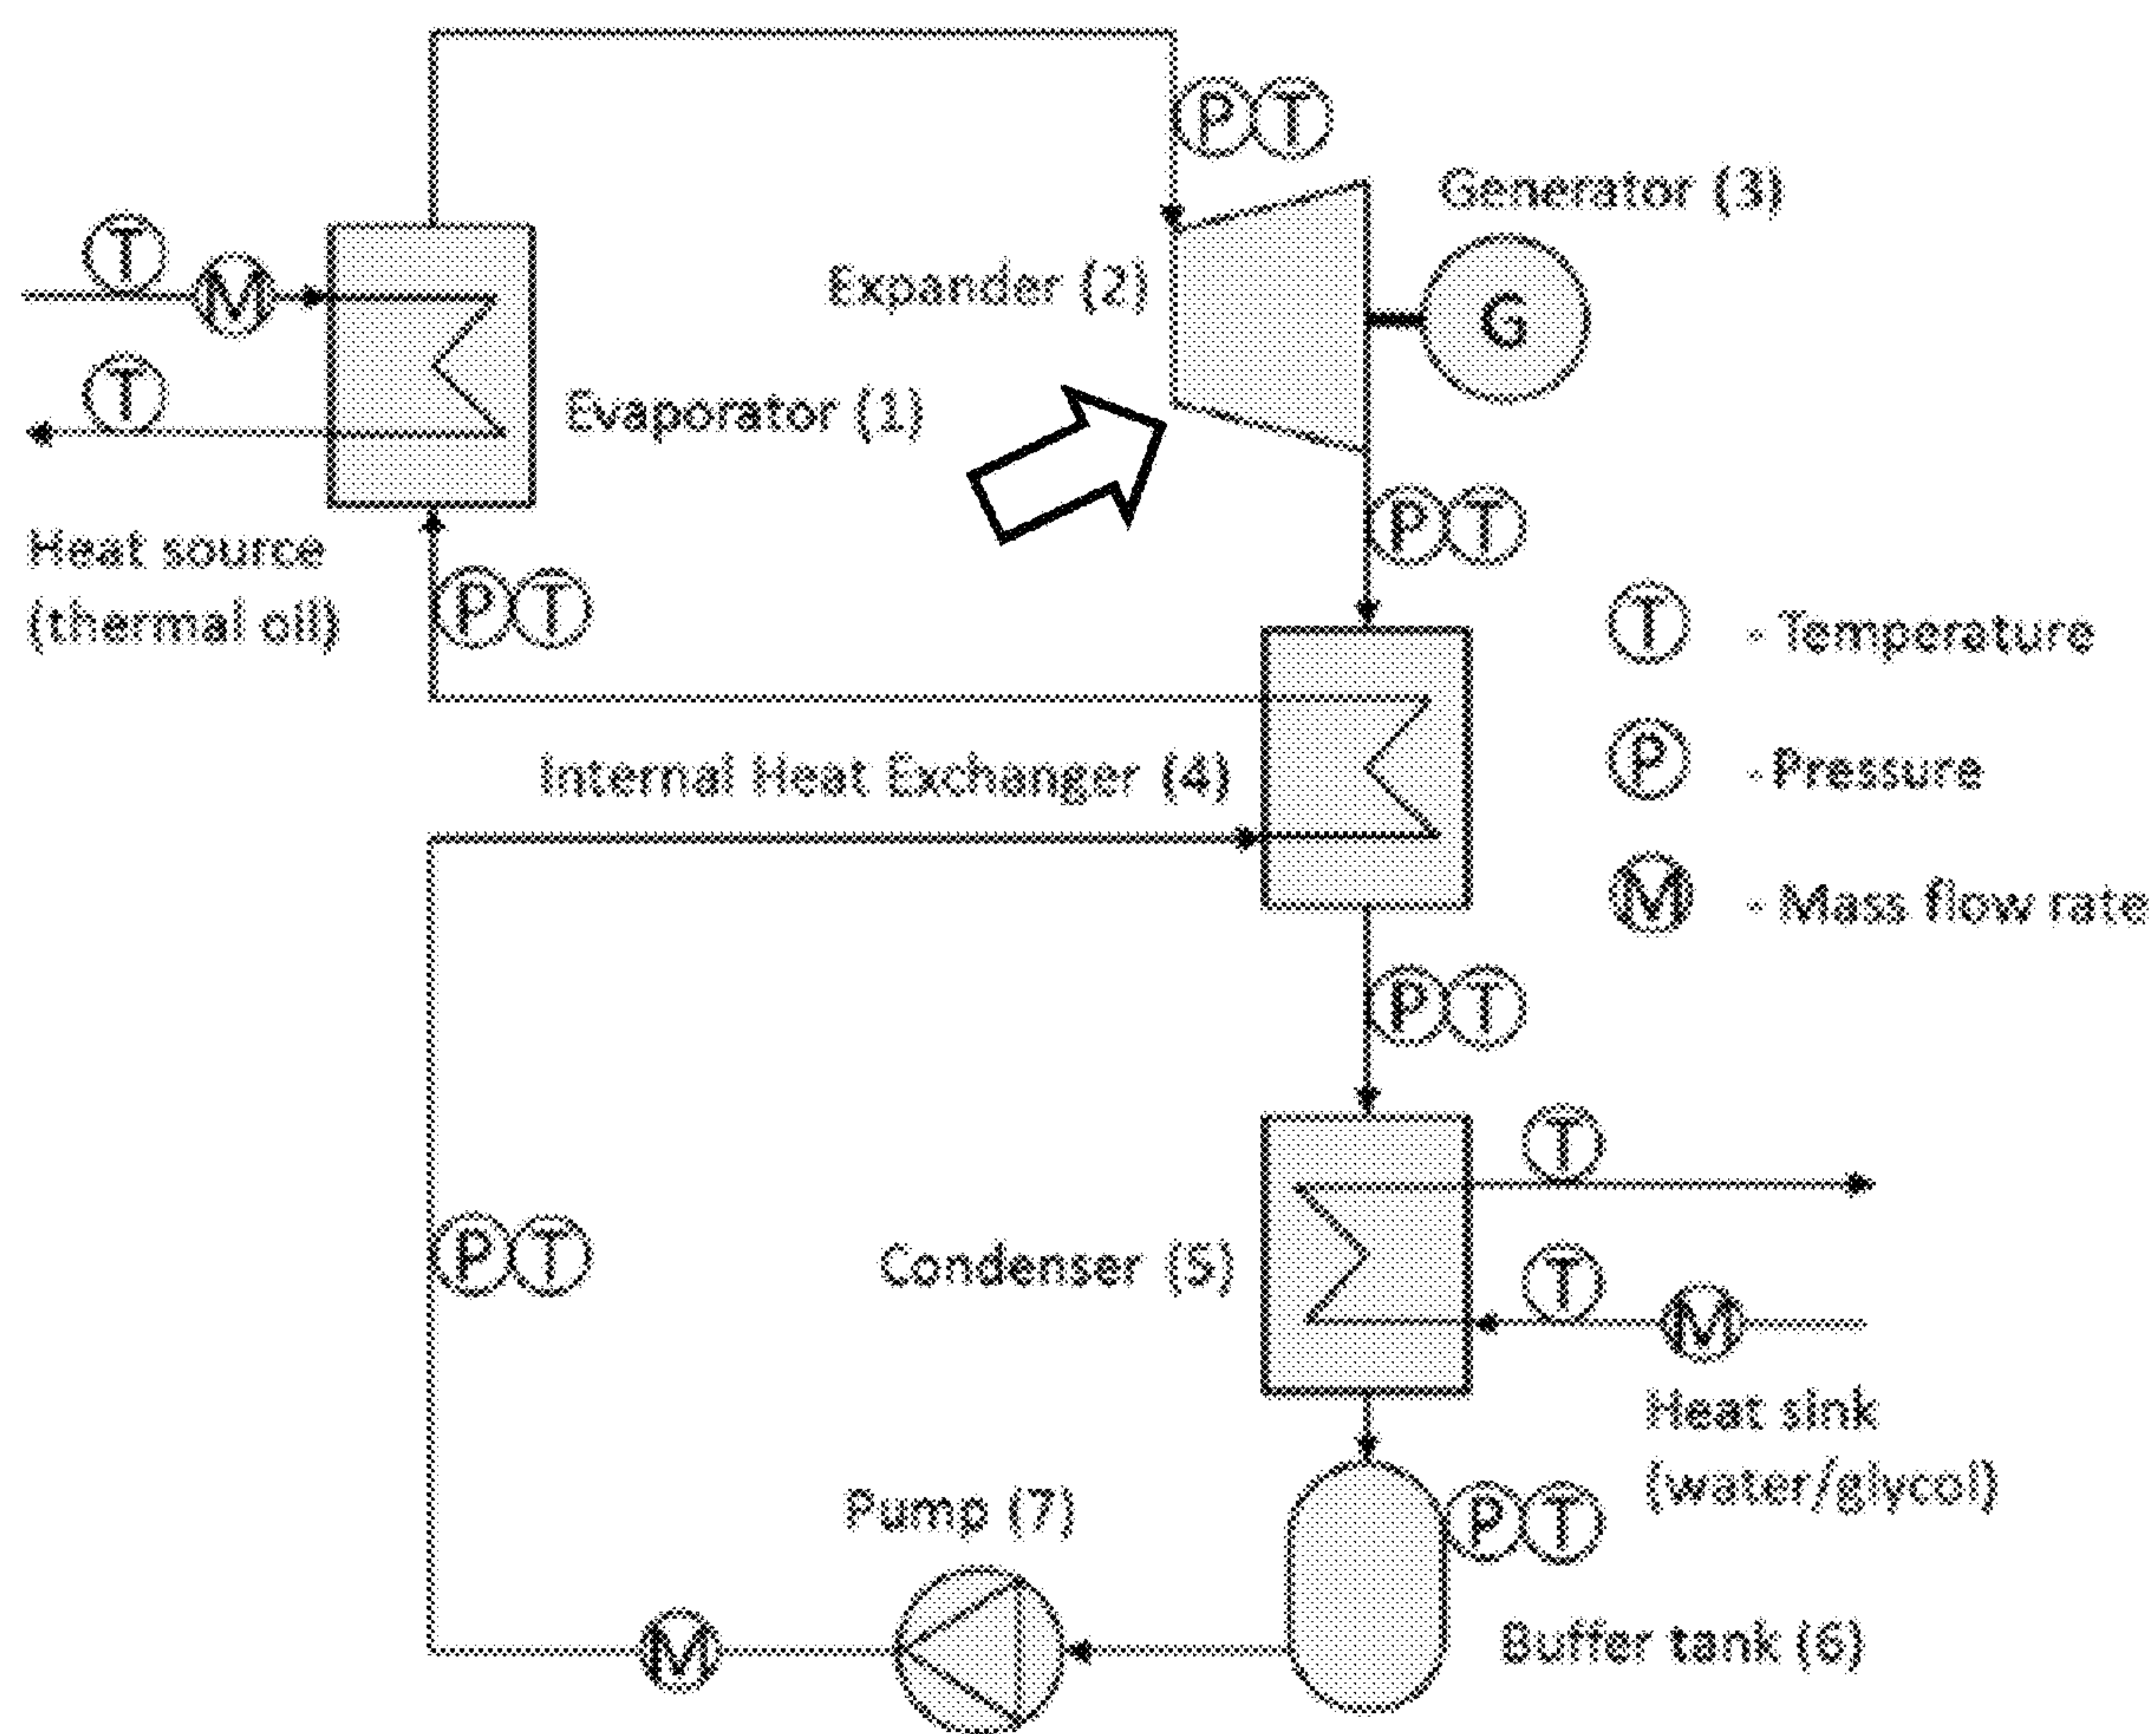 P T
Generator (3)
T
M
Expander (2)
G
T
Evaporator (1)
Heat source
(thermal oil)
P T
P T
T - Temperature
Internal Heat Exchanger (4)
P - Pressure
M - Mass flow rate
P T
T
P T
Condenser (5)
T
M
Heat sink
(water/glycol)
Pump (7)
P T
M
Buffer tank (6)